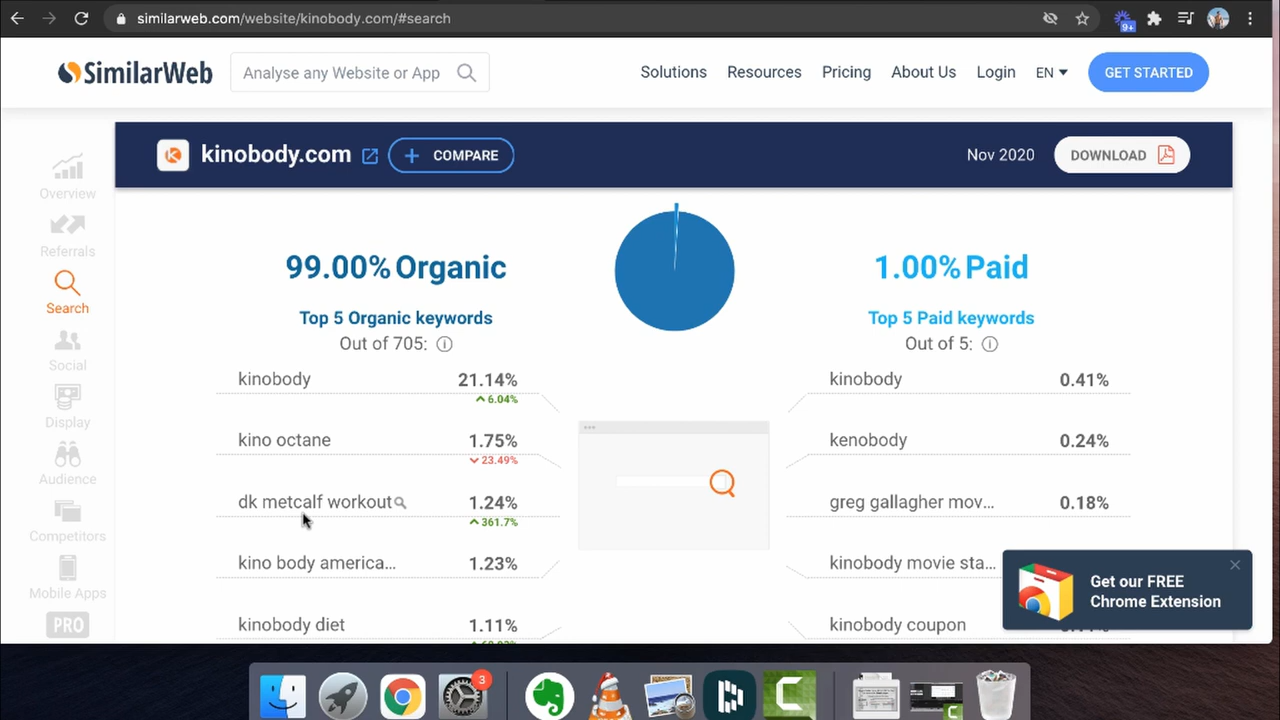 similarweb.com/website/kinobody.com/#search
9+
SimilarWeb
Analyse any Website or App
Solutions
Resources
Pricing
About Us
Login
EN
GET STARTED
kinobody.com
COMPARE
Nov 2020
DOWNLOAD
Overview
Referrals
Search
Social
Display
Audience
Competitors
Mobile Apps
PRO
99.00% Organic
Top 5 Organic keywords
Out of 705:
kinobody 21.14%
6.04%
kino octane 1.75%
23.49%
dk metcalf workout 1.24%
361.7%
kino body america... 1.23%
kinobody diet 1.11%
1.00% Paid
Top 5 Paid keywords
Out of 5:
kinobody 0.41%
kenobody 0.24%
greg gallagher mov... 0.18%
kinobody movie sta...
kinobody coupon
Get our FREE
Chrome Extension
3